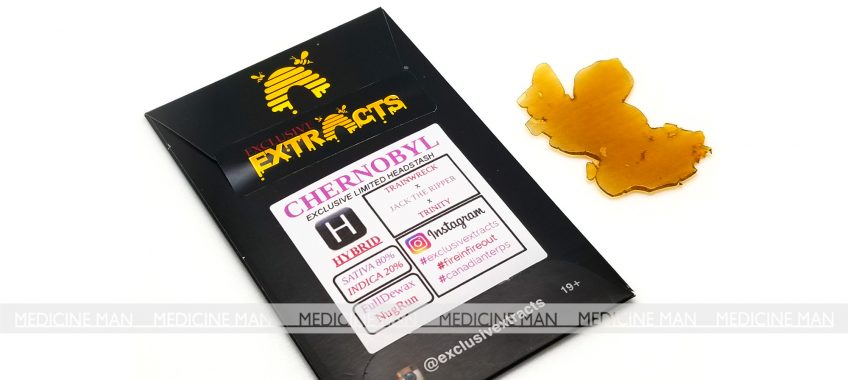 EXCLUSIVE
EXTRACTS
CHERNOBYL
EXCLUSIVE LIMITED HEADSTASH
H
HYBRID
SATIVA 80%
INDICA 20%
FullDewax
NugRun
TRAINWRECK
x
JACK THE RIPPER
x
TRINITY
Instagram
#exclusivextracts
#fireinfireout
#canadianterps
@exclusivextracts
19+
MEDICINE MAN MEDICINE MAN MEDICINE MAN MEDICINE MAN MEDICINE MAN MEDICINE MAN